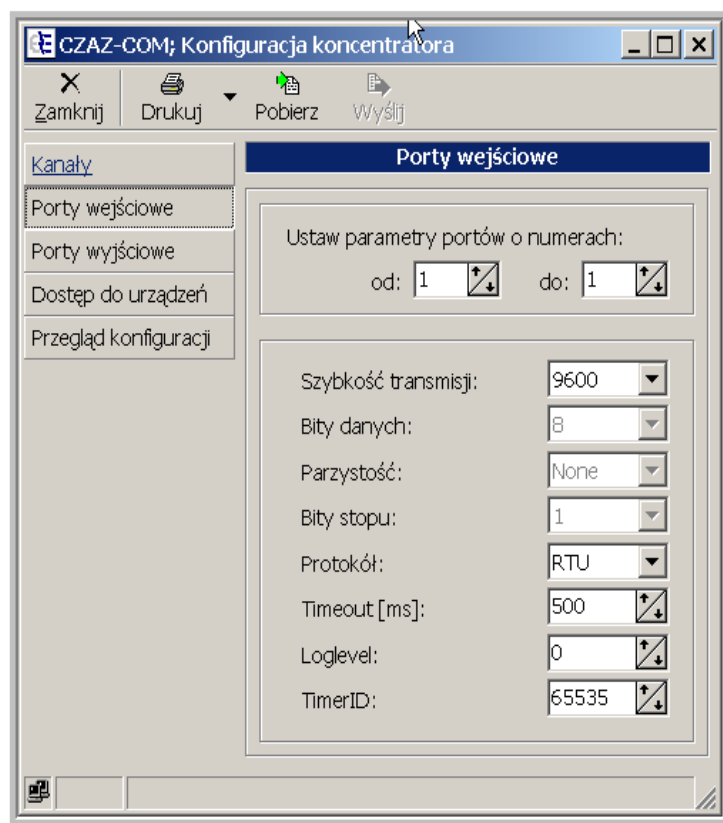 CZAZ-COM; Konfiguracja koncentratora
Zamknij Drukuj Pobierz Wyślij
Kanały
Porty wejściowe
Porty wyjściowe
Dostęp do urządzeń
Przegląd konfiguracji
Porty wejściowe
Ustaw parametry portów o numerach:
od: 1 do: 1
Szybkość transmisji: 9600
Bity danych: 8
Parzystość: None
Bity stopu: 1
Protokół: RTU
Timeout [ms]: 500
Loglevel: 0
TimerID: 65535